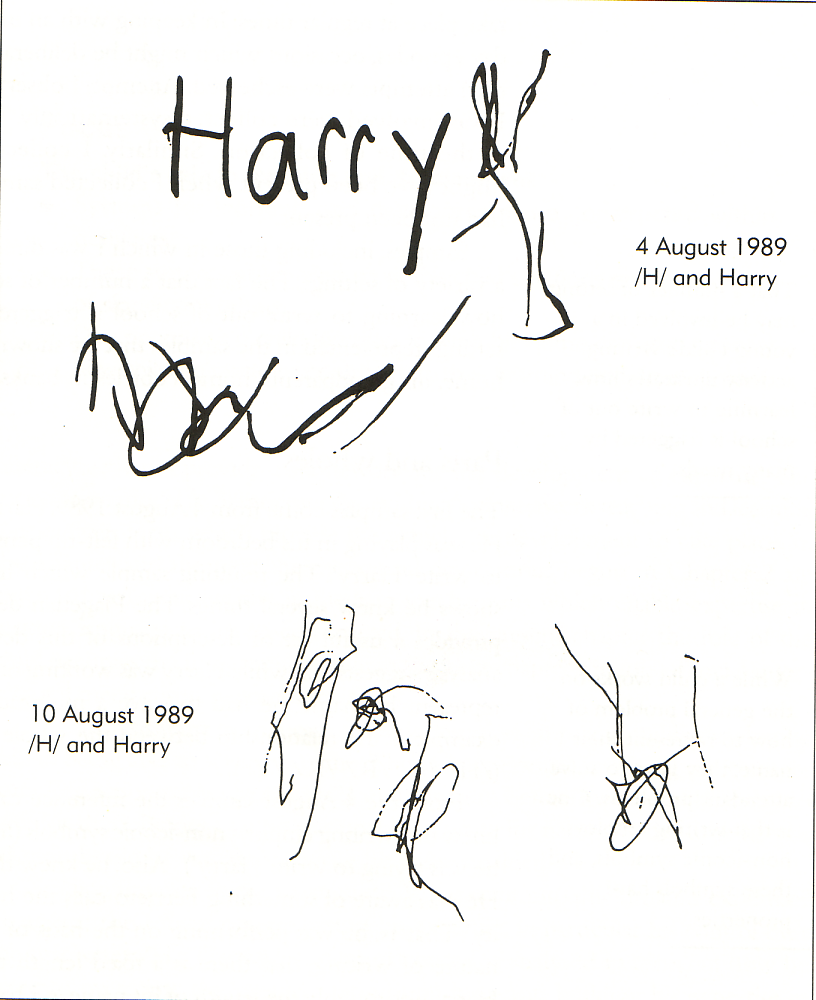 Harry
4 August 1989
/H/ and Harry
10 August 1989
/H/ and Harry